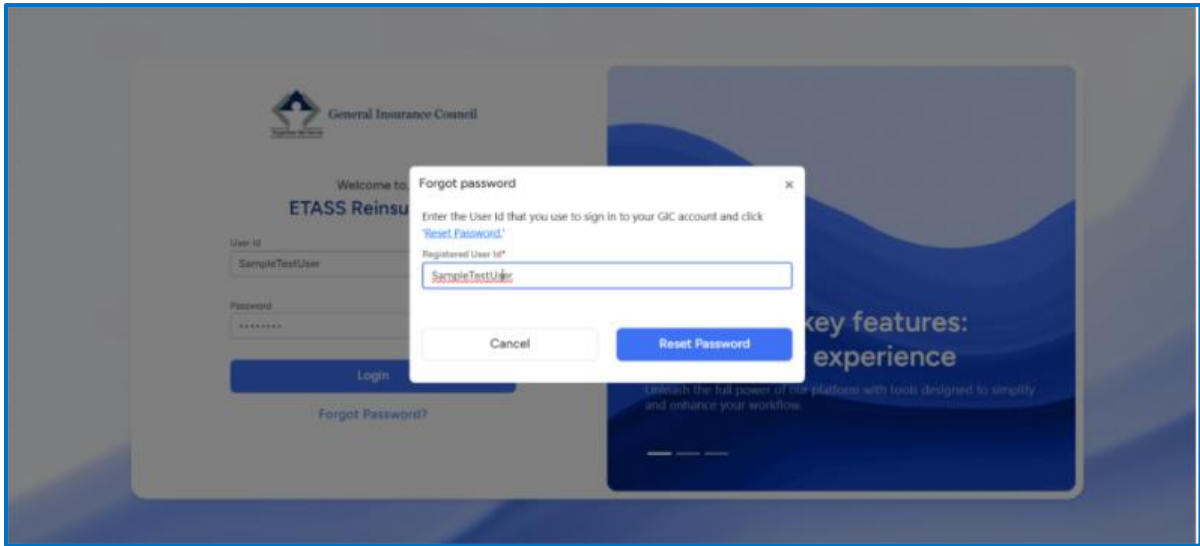 General Insurance Council
Welcome to
ETASS Reinsu
User Id
SampleTestUser
Password
Login
Forgot Password?
Forgot password
×
Enter the User Id that you use to sign in to your GIC account and click
'Reset Password.'
Registered User Id*
SampleTestUser
Cancel
Reset Password
key features:
experience
Unleash the full power of our platform with tools designed to simplify
and enhance your workflow.